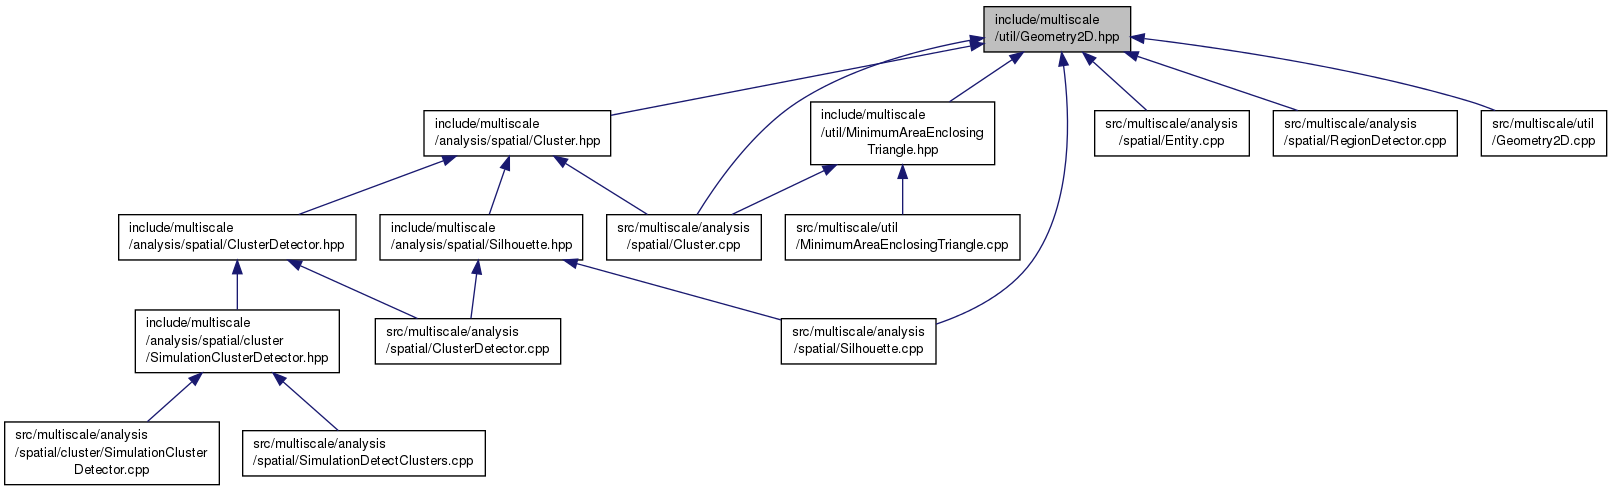 include/multiscale
/util/Geometry2D.hpp
include/multiscale
/analysis/spatial/Cluster.hpp
include/multiscale
/util/MinimumAreaEnclosing
Triangle.hpp
src/multiscale/analysis
/spatial/Entity.cpp
src/multiscale/analysis
/spatial/RegionDetector.cpp
src/multiscale/util
/Geometry2D.cpp
include/multiscale
/analysis/spatial/ClusterDetector.hpp
include/multiscale
/analysis/spatial/Silhouette.hpp
src/multiscale/analysis
/spatial/Cluster.cpp
src/multiscale/util
/MinimumAreaEnclosingTriangle.cpp
include/multiscale
/analysis/spatial/cluster
/SimulationClusterDetector.hpp
src/multiscale/analysis
/spatial/ClusterDetector.cpp
src/multiscale/analysis
/spatial/Silhouette.cpp
src/multiscale/analysis
/spatial/cluster/SimulationCluster
Detector.cpp
src/multiscale/analysis
/spatial/SimulationDetectClusters.cpp